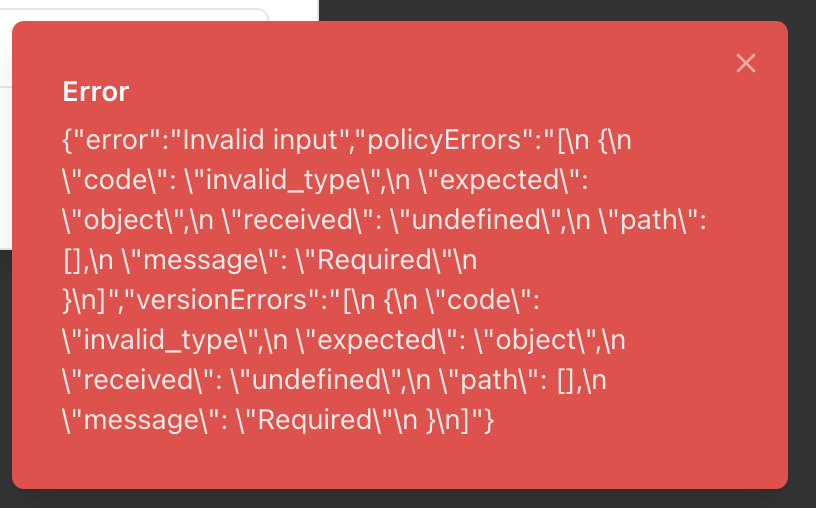 Error
{"error":"Invalid input","policyErrors":"[\n {\n
\"code\": \"invalid_type\",\n \"expected\":
\"object\",\n \"received\": \"undefined\",\n \"path\":
[],\n \"message\": \"Required\"\n
}\n]","versionErrors":"[\n {\n \"code\":
\"invalid_type\",\n \"expected\": \"object\",\n
\"received\": \"undefined\",\n \"path\": [],\n
\"message\": \"Required\"\n }\n]"}